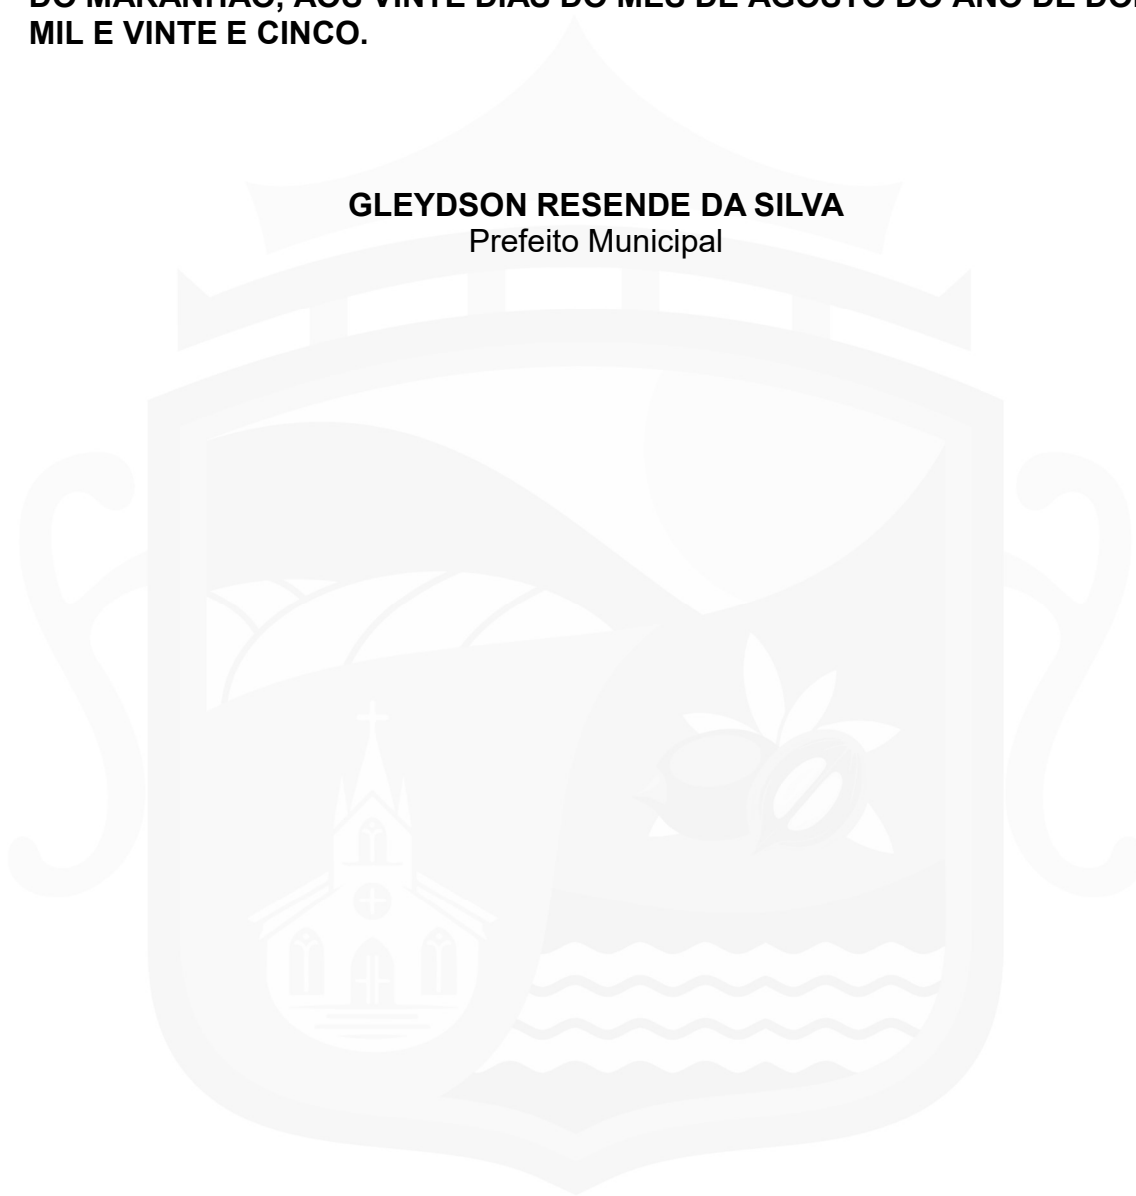 DO MARANHÃO, AOS VINTE DIAS DO MÊS DE AGOSTO DO ANO DE DOI
MIL E VINTE E CINCO.
GLEYDSON RESENDE DA SILVA
Prefeito Municipal